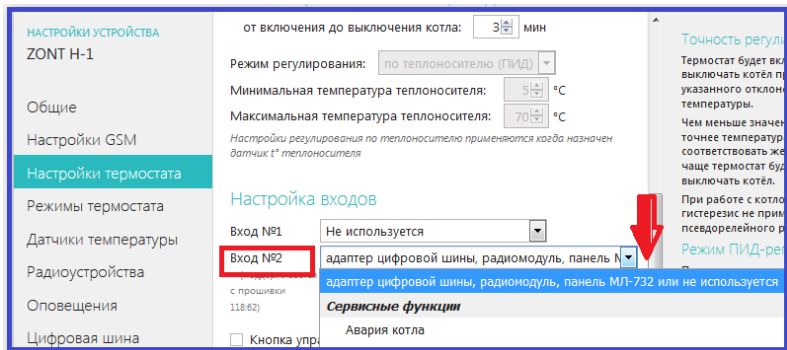 НАСТРОЙКИ УСТРОЙСТВА
ZONT H-1
Общие
Настройки GSM
Настройки термостата
Режимы термостата
Датчики температуры
Радиоустройства
Оповещения
Цифровая шина
от включения до выключения котла: 3 мин
Режим регулирования: по теплоносителю (ПИД)
Минимальная температура теплоносителя: 5 °C
Максимальная температура теплоносителя: 70 °C
Настройки регулирования по теплоносителю применяются когда назначен
датчик t° теплоносителя
Настройка входов
Вход №1 Не используется
Вход №2 адаптер цифровой шины, радиомодуль, панель М
адаптер цифровой шины, радиомодуль, панель МЛ-732 или не используется
с прошивки
118:62)
Сервисные функции
Авария котла
Кнопка упра
Точность регули
Термостат будет вкл
выключать котёл пр
указанного отклоне
температуры.
Чем меньше значен
точнее температур
соответствовать же
чаще термостат буд
выключать котёл.
При работе с котло
гистерезис не прим
псевдорелейного р
Режим ПИД-рег